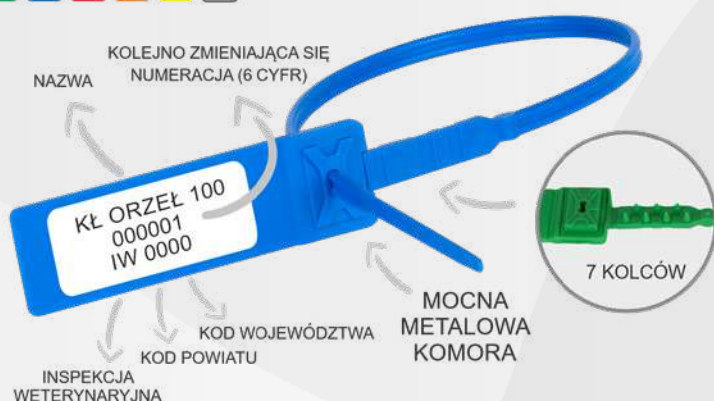 KOLEJNO ZMIENIAJĄCA SIĘ
NUMERACJA (6 CYFR)
NAZWA
KŁ ORZEŁ 100
000001
IW 0000
7 KOLCÓW
MOCNA
METALOWA
KOMORA
KOD WOJEWÓDZTWA
KOD POWIATU
INSPEKCJA
WETERYNARYJNA